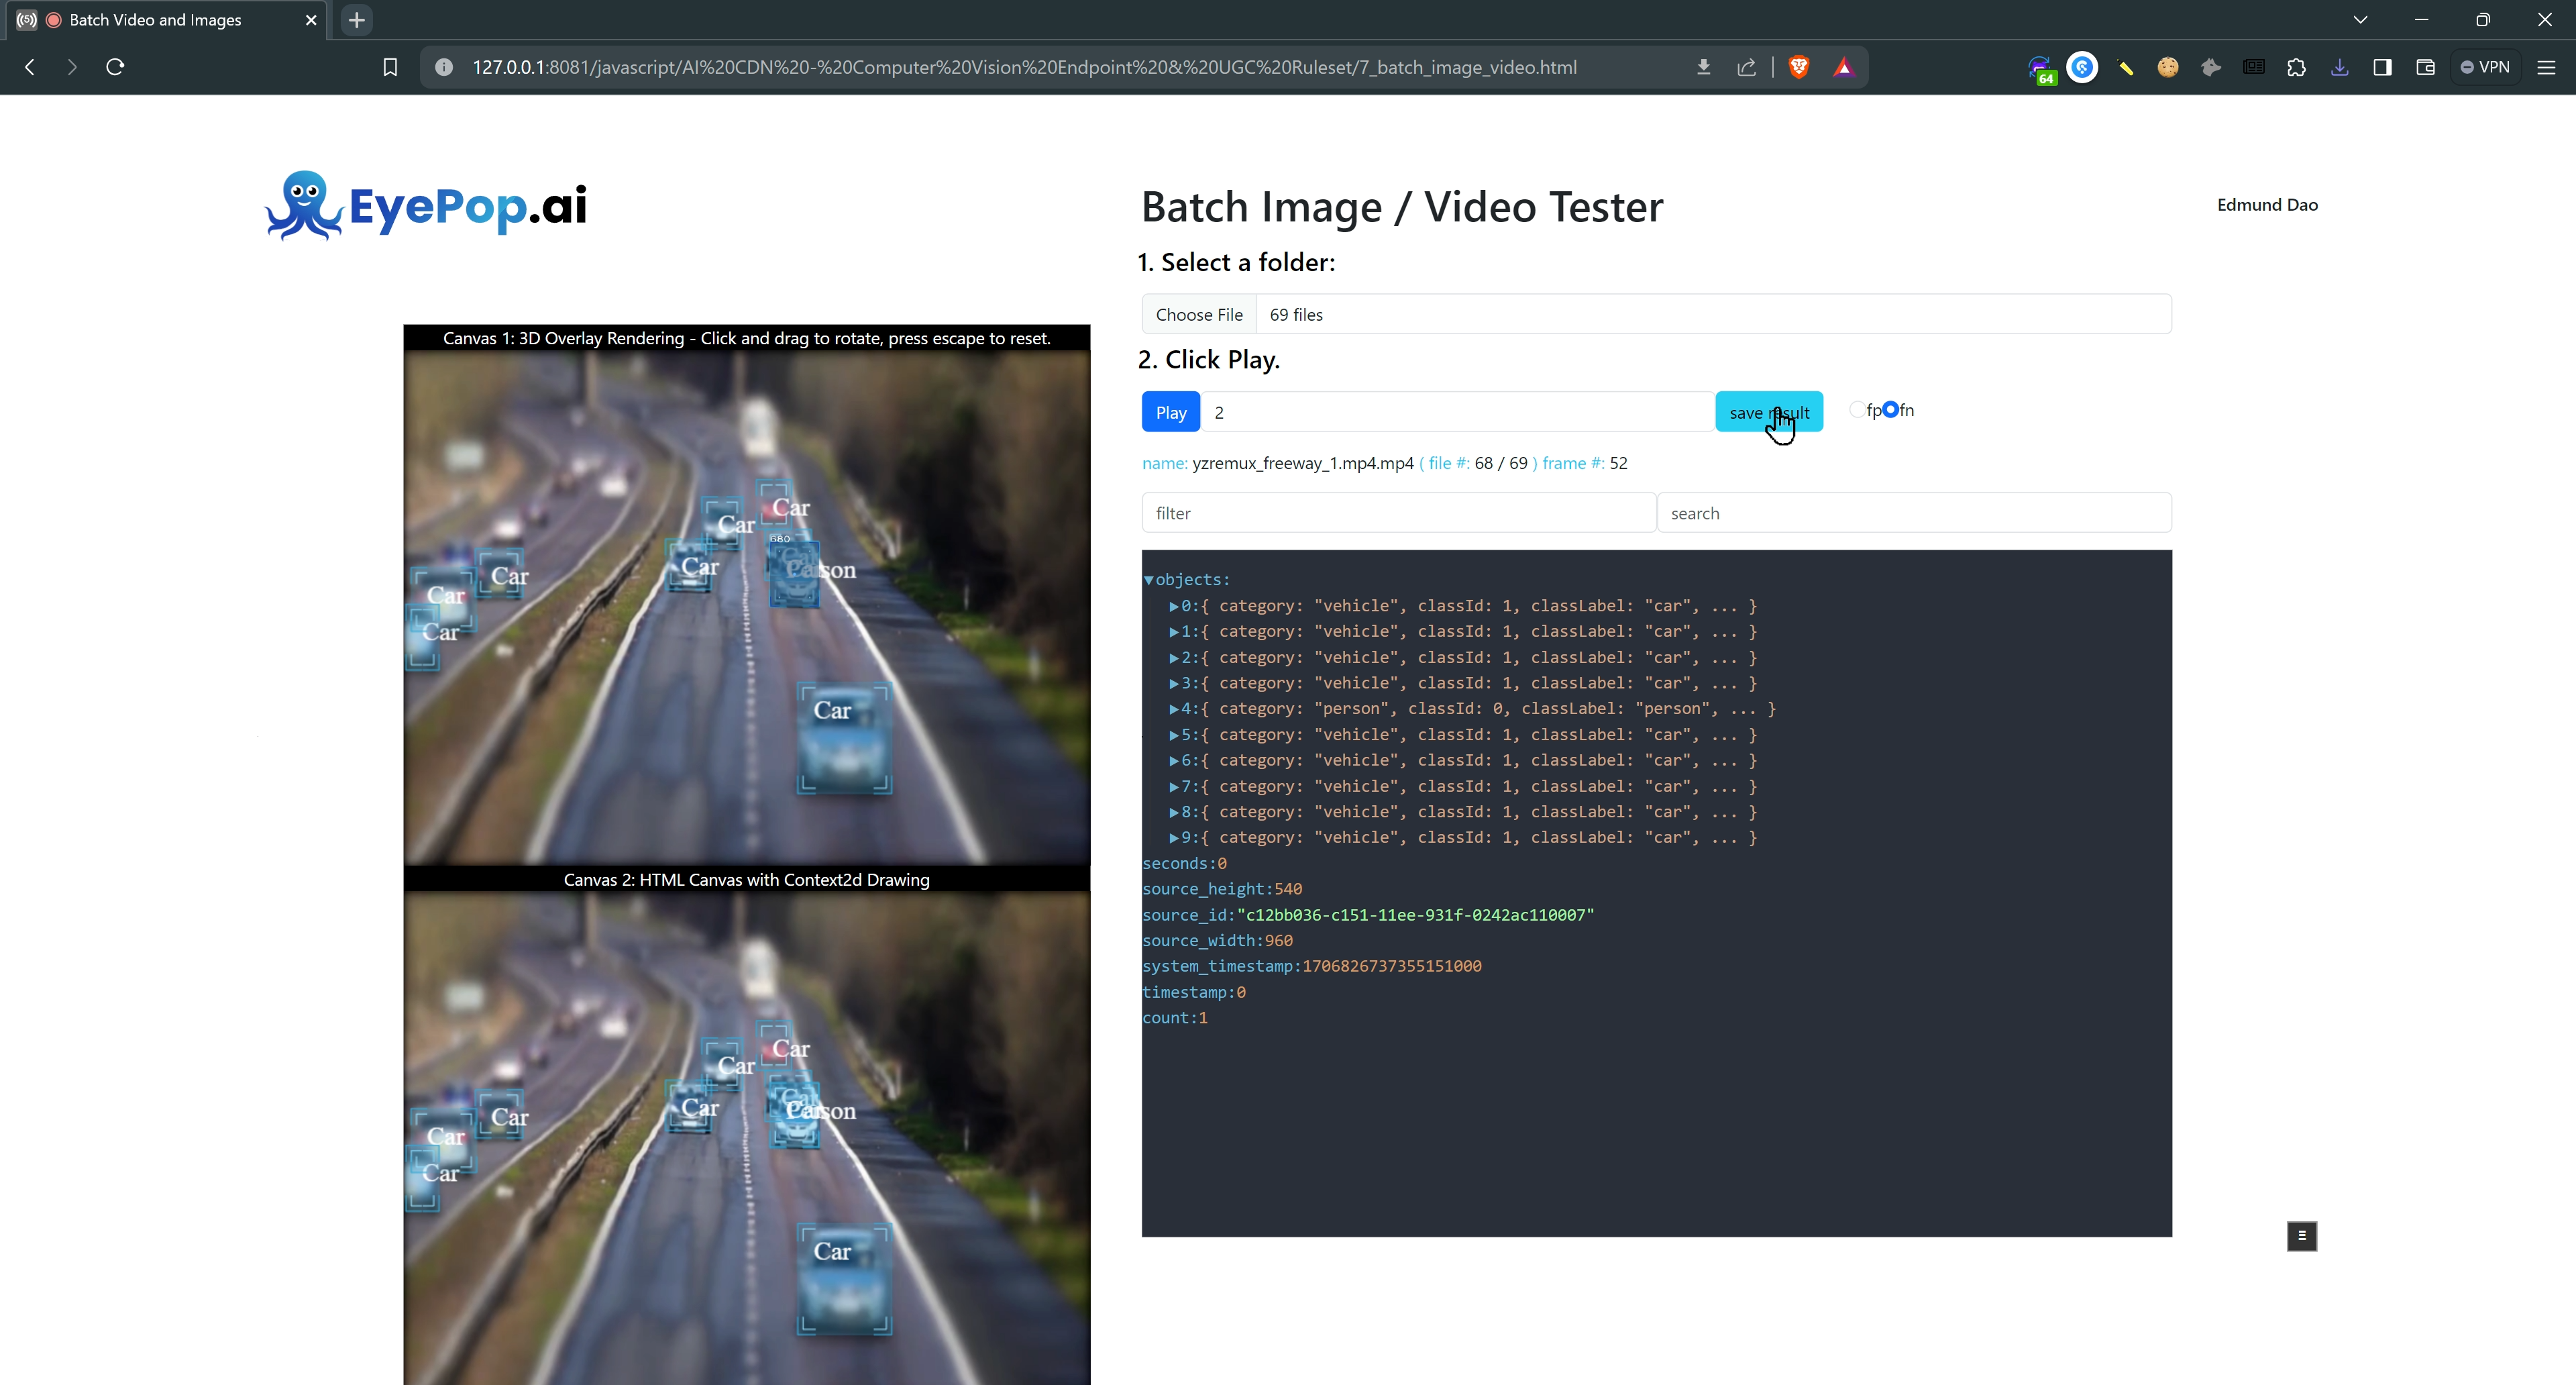 Batch Video and Images
127.0.0.1:8081/javascript/AI%20CDN%20-%20Computer%20Vision%20Endpoint%20&%20UGC%20Ruleset/7_batch_image_video.html
64
VPN
EyePop.ai
Batch Image / Video Tester
Edmund Dao
1. Select a folder:
Choose File 69 files
2. Click Play.
Play 2 save result fp fn
name: yzremux_freeway_1.mp4.mp4 ( file #: 68 / 69 ) frame #: 52
filter search
Canvas 1: 3D Overlay Rendering - Click and drag to rotate, press escape to reset.
Car
Car
680
Car
Car
Person
Car
Car
Car
Car
Canvas 2: HTML Canvas with Context2d Drawing
Car
Car
Car
Car
Person
Car
Car
Car
Car
▼objects:
▶0:{ category: "vehicle", classId: 1, classLabel: "car", ... }
▶1:{ category: "vehicle", classId: 1, classLabel: "car", ... }
▶2:{ category: "vehicle", classId: 1, classLabel: "car", ... }
▶3:{ category: "vehicle", classId: 1, classLabel: "car", ... }
▶4:{ category: "person", classId: 0, classLabel: "person", ... }
▶5:{ category: "vehicle", classId: 1, classLabel: "car", ... }
▶6:{ category: "vehicle", classId: 1, classLabel: "car", ... }
▶7:{ category: "vehicle", classId: 1, classLabel: "car", ... }
▶8:{ category: "vehicle", classId: 1, classLabel: "car", ... }
▶9:{ category: "vehicle", classId: 1, classLabel: "car", ... }
seconds:0
source_height:540
source_id:"c12bb036-c151-11ee-931f-0242ac110007"
source_width:960
system_timestamp:1706826737355151000
timestamp:0
count:1